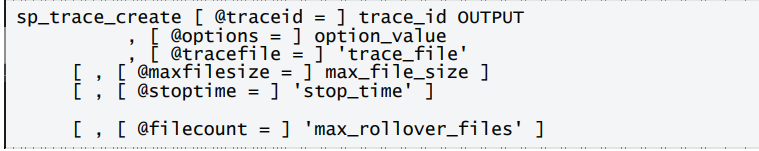 sp_trace_create [ @traceid = ] trace_id OUTPUT
, [ @options = ] option_value
, [ @tracefile = ] 'trace_file'
[ , [ @maxfilesize = ] max_file_size ]
[ , [ @stoptime = ] 'stop_time' ]
[ , [ @filecount = ] 'max_rollover_files' ]